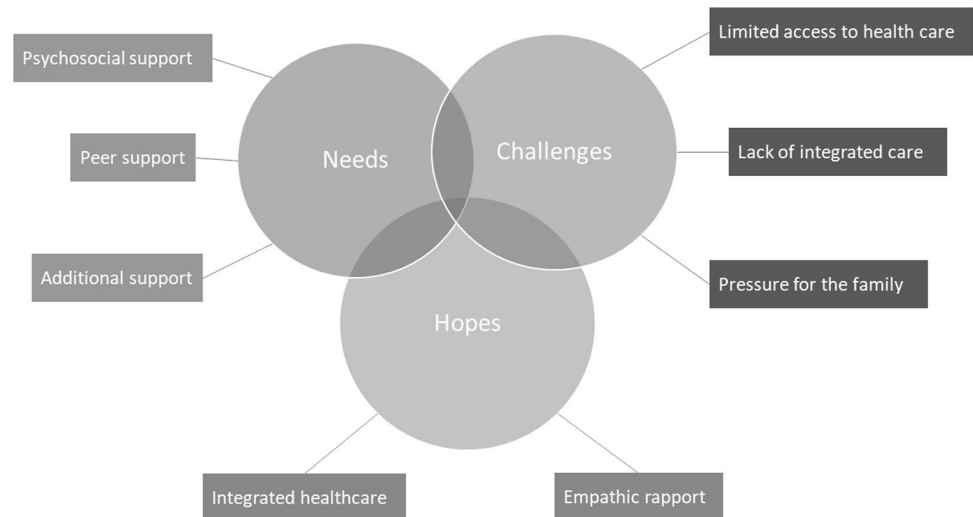 Limited access to health care
Psychosocial support
Needs
Challenges
Peer support
Lack of integrated care
Additional support
Pressure for the family
Hopes
Integrated healthcare
Empathic rapport